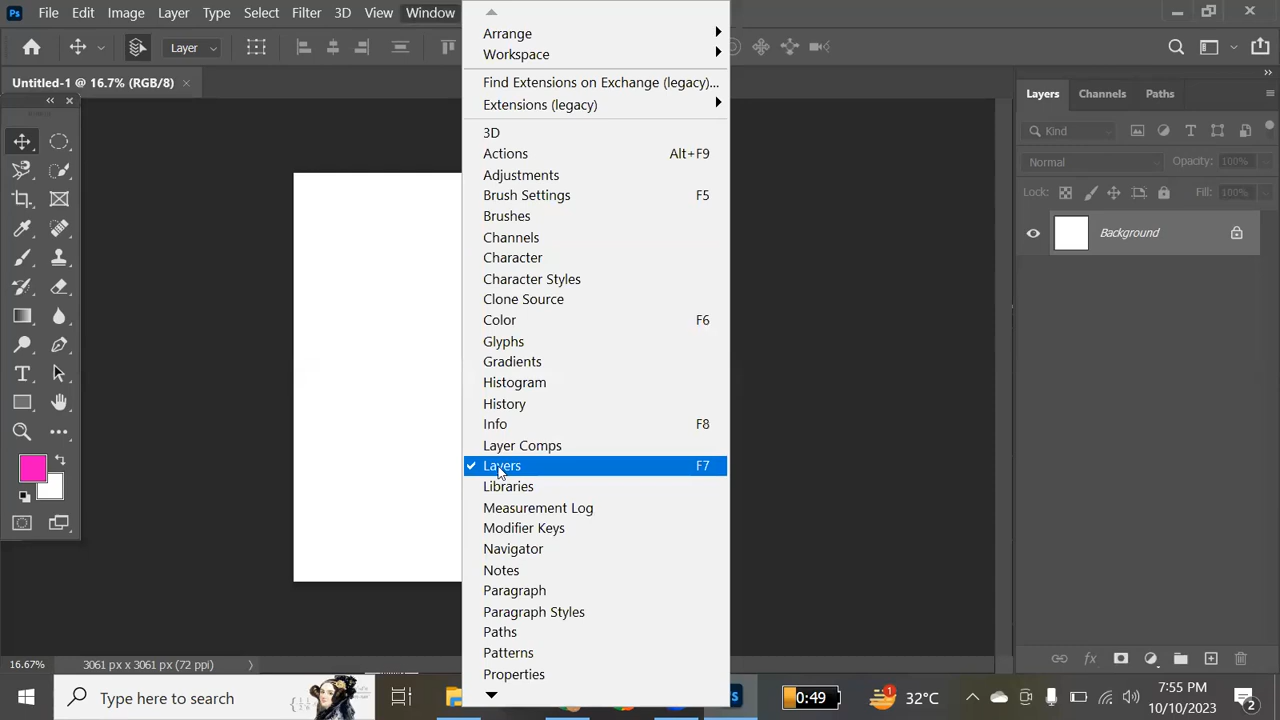 Ps File Edit Image Layer Type Select Filter 3D View Window
Layer
Untitled-1 @ 16.7% (RGB/8) ×
Arrange
Workspace
Find Extensions on Exchange (legacy)...
Extensions (legacy)
3D
Actions Alt+F9
Adjustments
Brush Settings F5
Brushes
Channels
Character
Character Styles
Clone Source
Color F6
Glyphs
Gradients
Histogram
History
Info F8
Layer Comps
Layers F7
Libraries
Measurement Log
Modifier Keys
Navigator
Notes
Paragraph
Paragraph Styles
Paths
Patterns
Properties
Layers Channels Paths
Kind
Normal Opacity: 100%
Lock: Fill: 100%
Background
16.67% 3061 px x 3061 px (72 ppi)
Type here to search
Ps
0:49
1
32°C
7:55 PM
10/10/2023
2